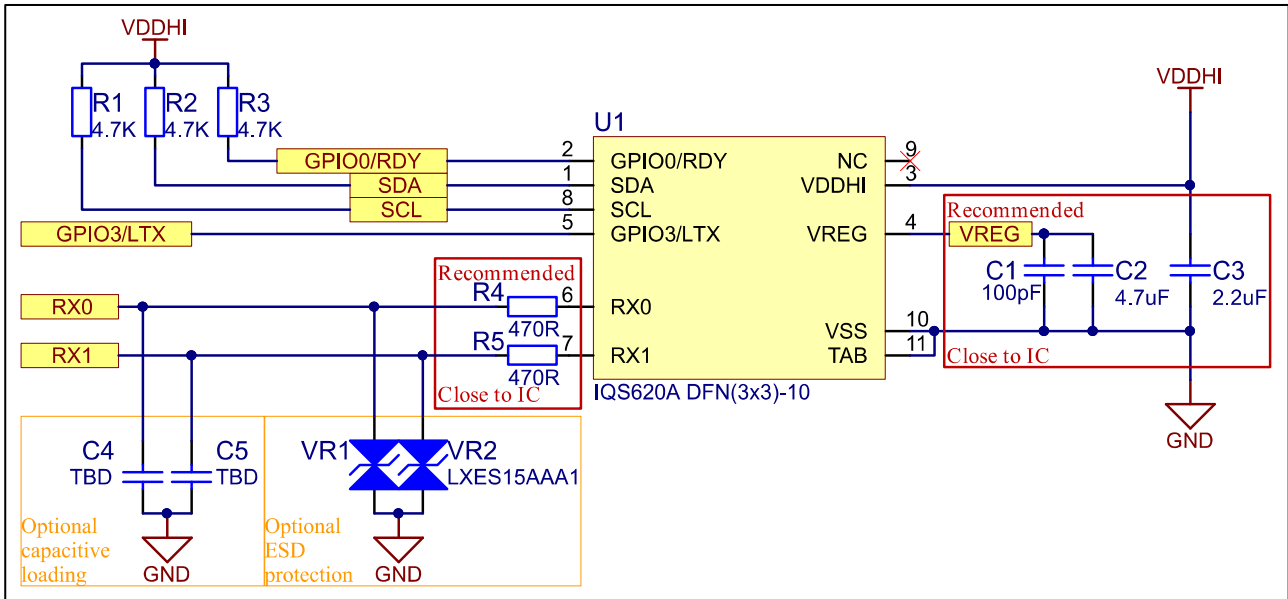 VDDHI
R1
4.7K
R2
4.7K
R3
4.7K
GPIO0/RDY
SDA
SCL
GPIO3/LTX
2
1
8
5
U1
GPIO0/RDY
SDA
SCL
GPIO3/LTX
NC
VDDHI
VREG
9
3
4
VDDHI
Recommended
VREG
C1
100pF
C2
4.7uF
C3
2.2uF
Close to IC
RX0
RX1
Recommended
R4
470R
R5
470R
Close to IC
6
7
RX0
RX1
VSS
TAB
10
11
IQS620A DFN(3x3)-10
GND
C4
TBD
C5
TBD
Optional
capacitive
loading
GND
VR1
VR2
LXES15AAA1
Optional
ESD
protection
GND